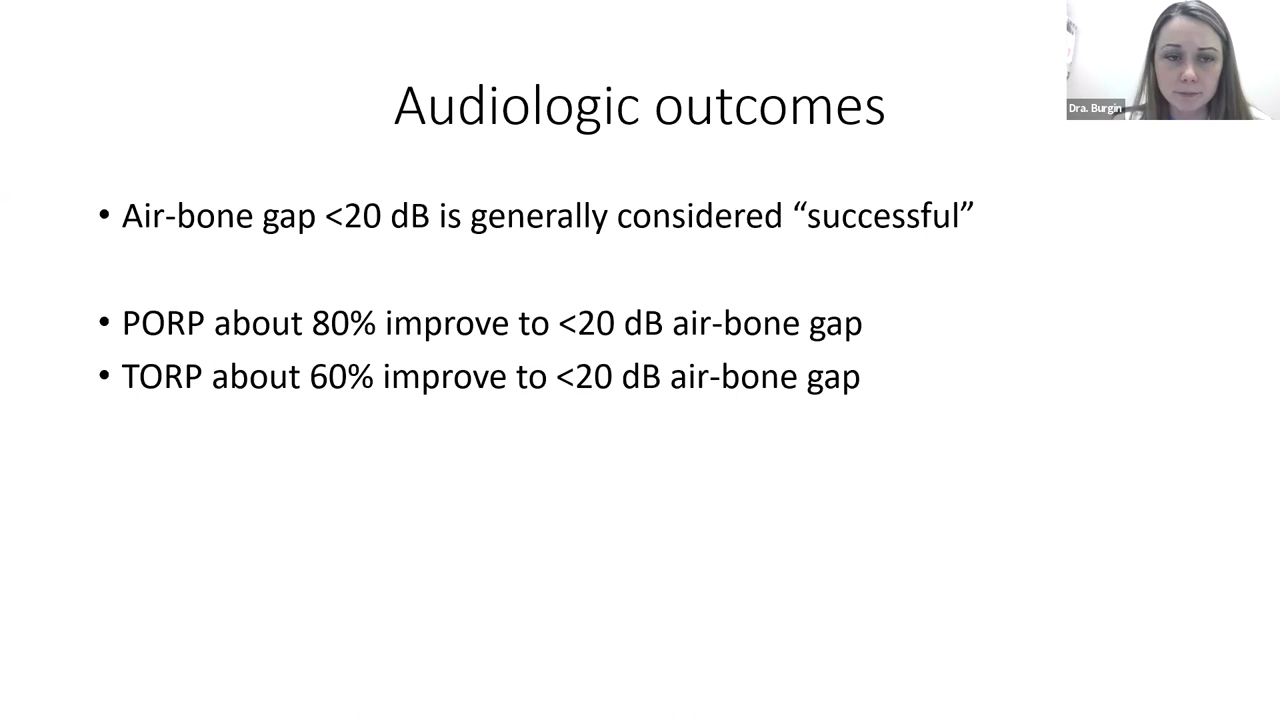 Dra. Burgin
Audiologic outcomes
• Air-bone gap <20 dB is generally considered “successful”
• PORP about 80% improve to <20 dB air-bone gap
• TORP about 60% improve to <20 dB air-bone gap